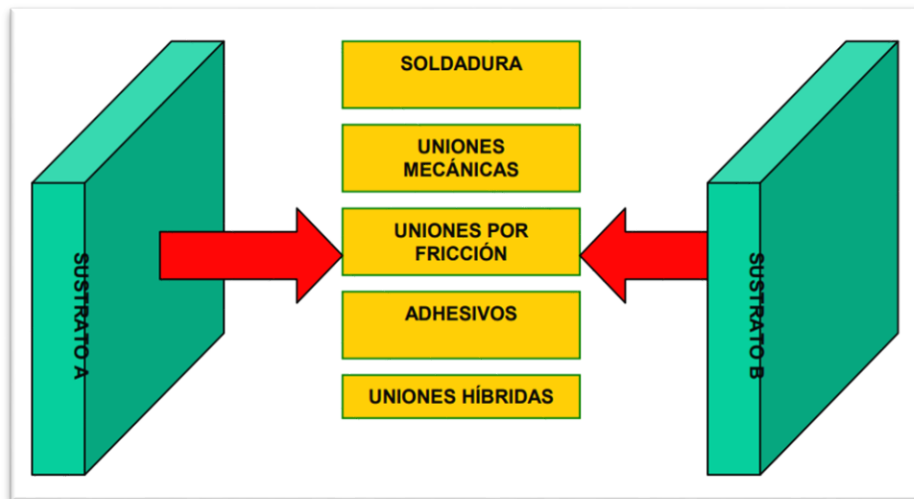 SOLDADURA
UNIONES
MECÁNICAS
UNIONES POR
FRICCIÓN
ADHESIVOS
UNIONES HÍBRIDAS
SUSTRATO A
SUSTRATO B